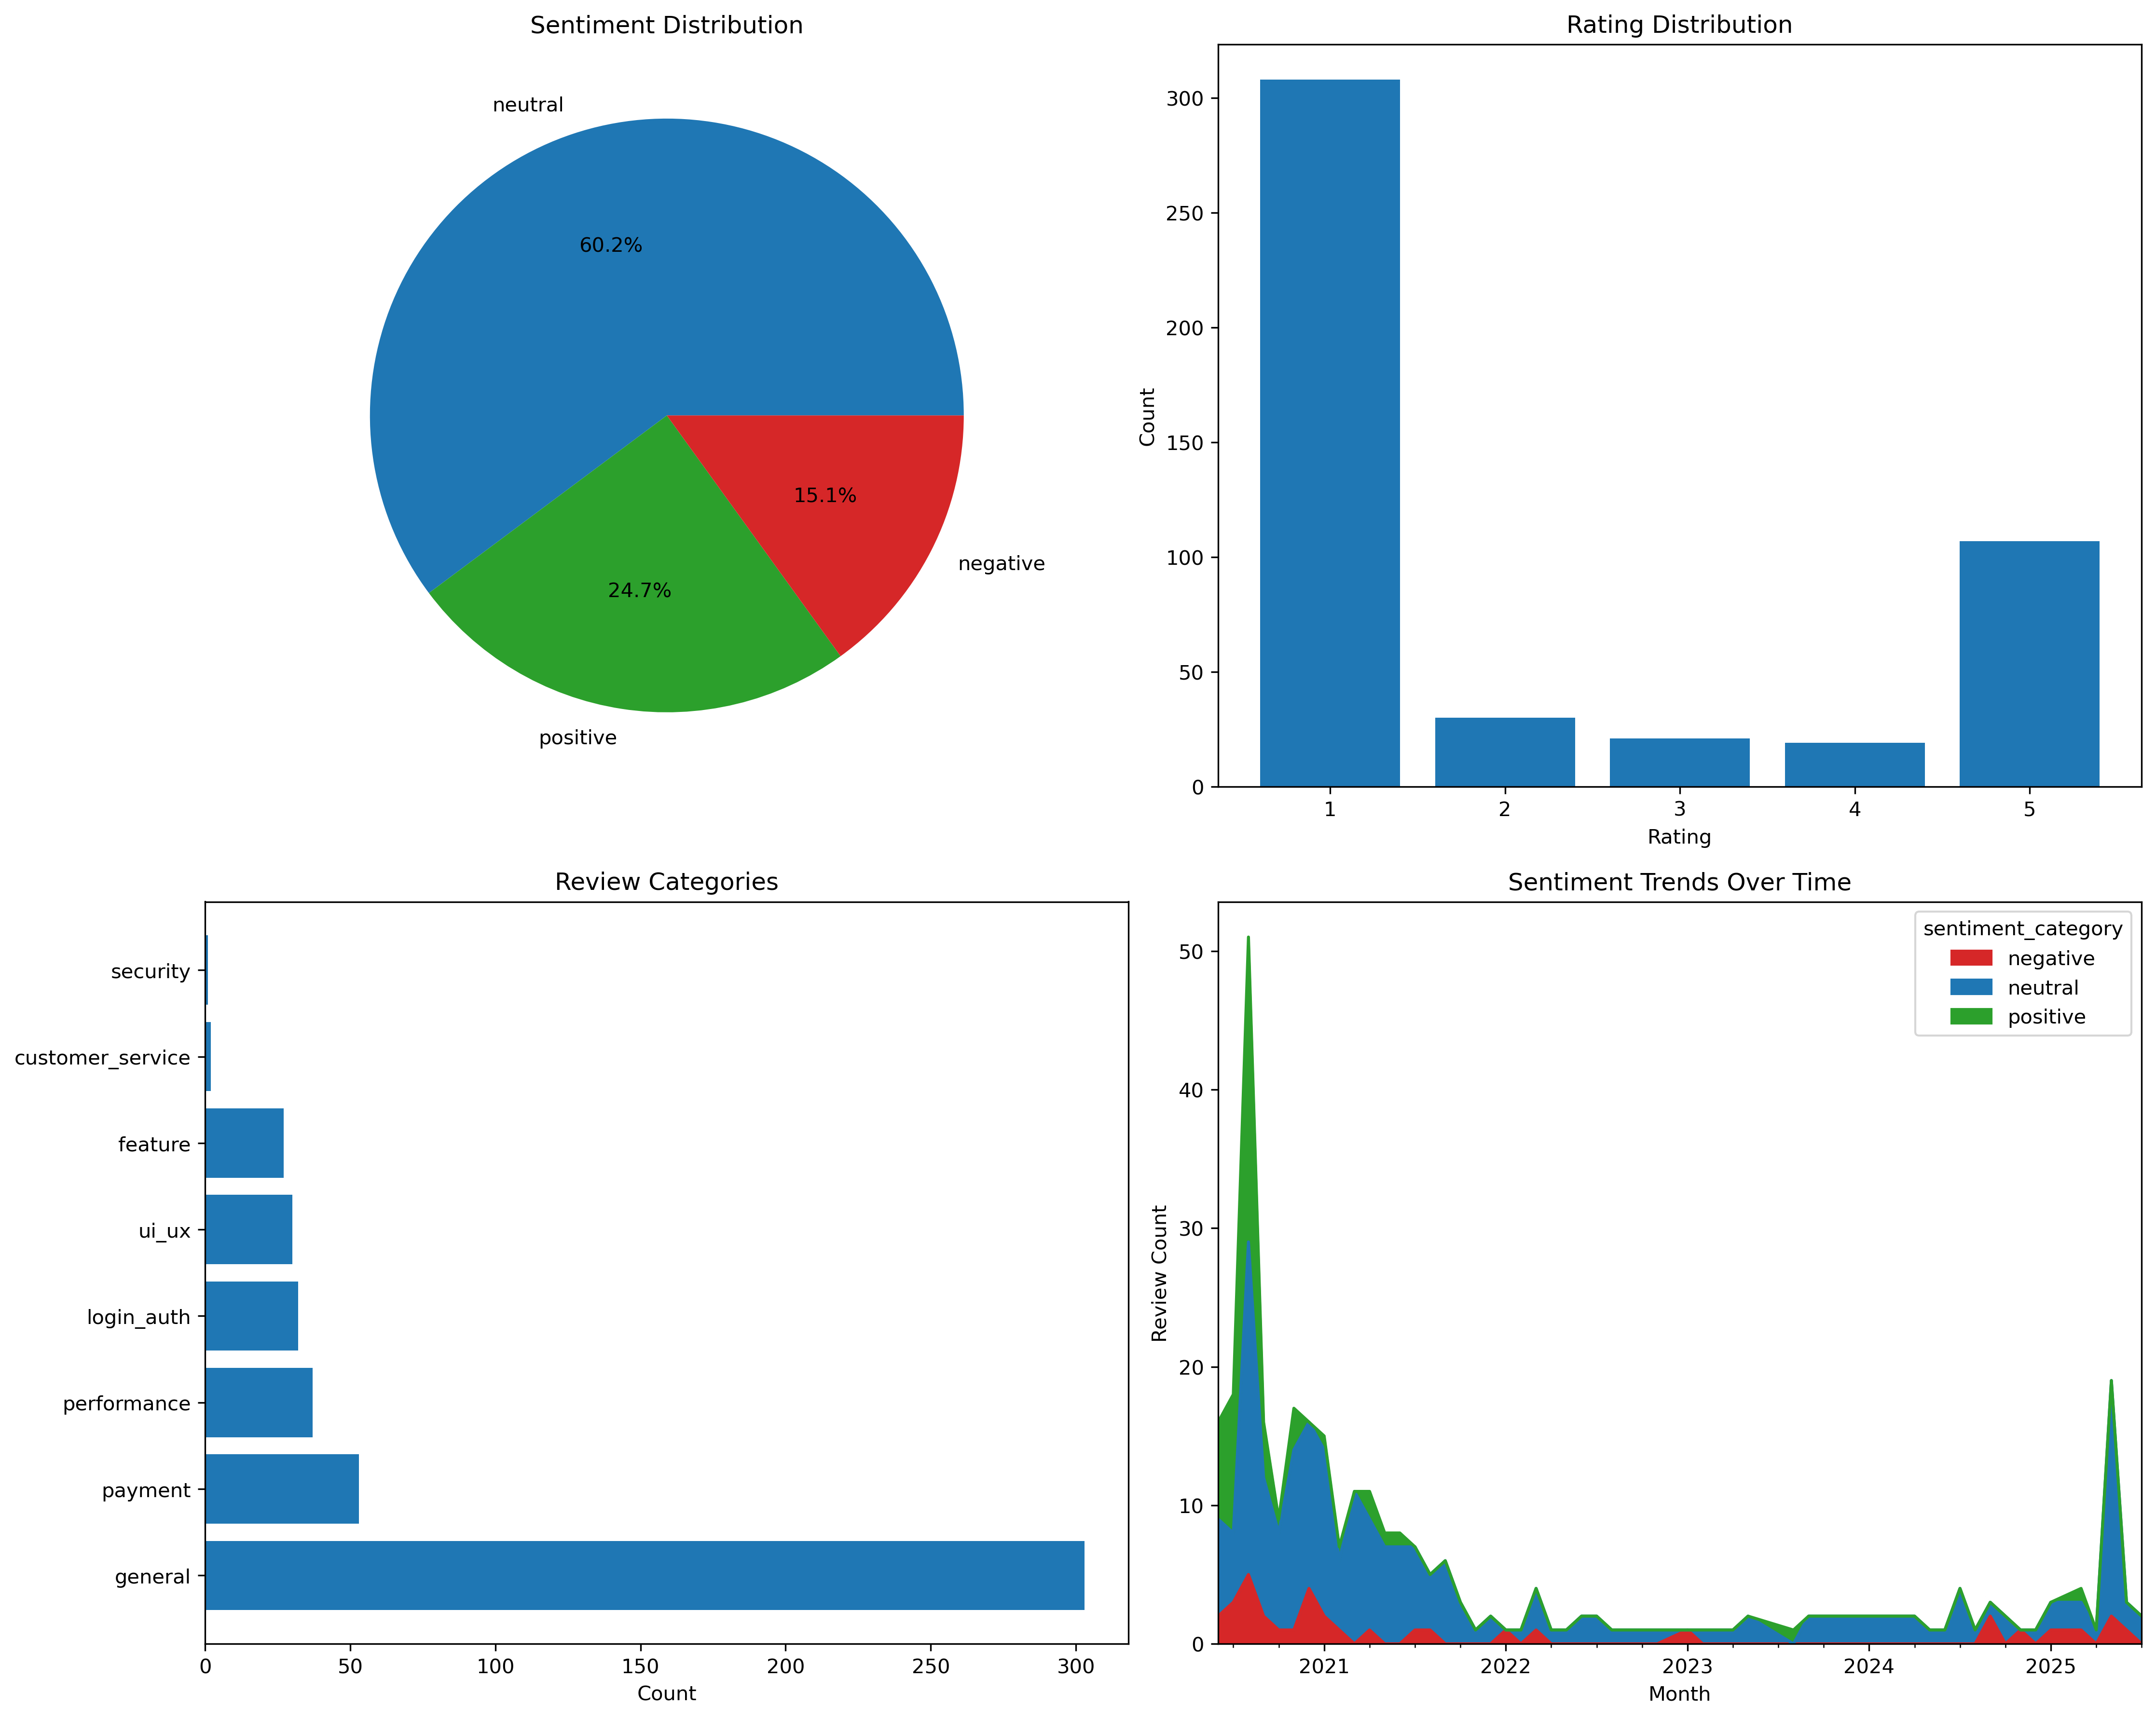 Sentiment Distribution
neutral
60.2%
15.1%
negative
24.7%
positive
Rating Distribution
300
250
200
150
100
50
0
Count
1 2 3 4 5
Rating
Review Categories
security
customer_service
feature
ui_ux
login_auth
performance
payment
general
0 50 100 150 200 250 300
Count
Sentiment Trends Over Time
sentiment_category
negative
neutral
positive
50
40
30
20
10
0
Review Count
2021 2022 2023 2024 2025
Month